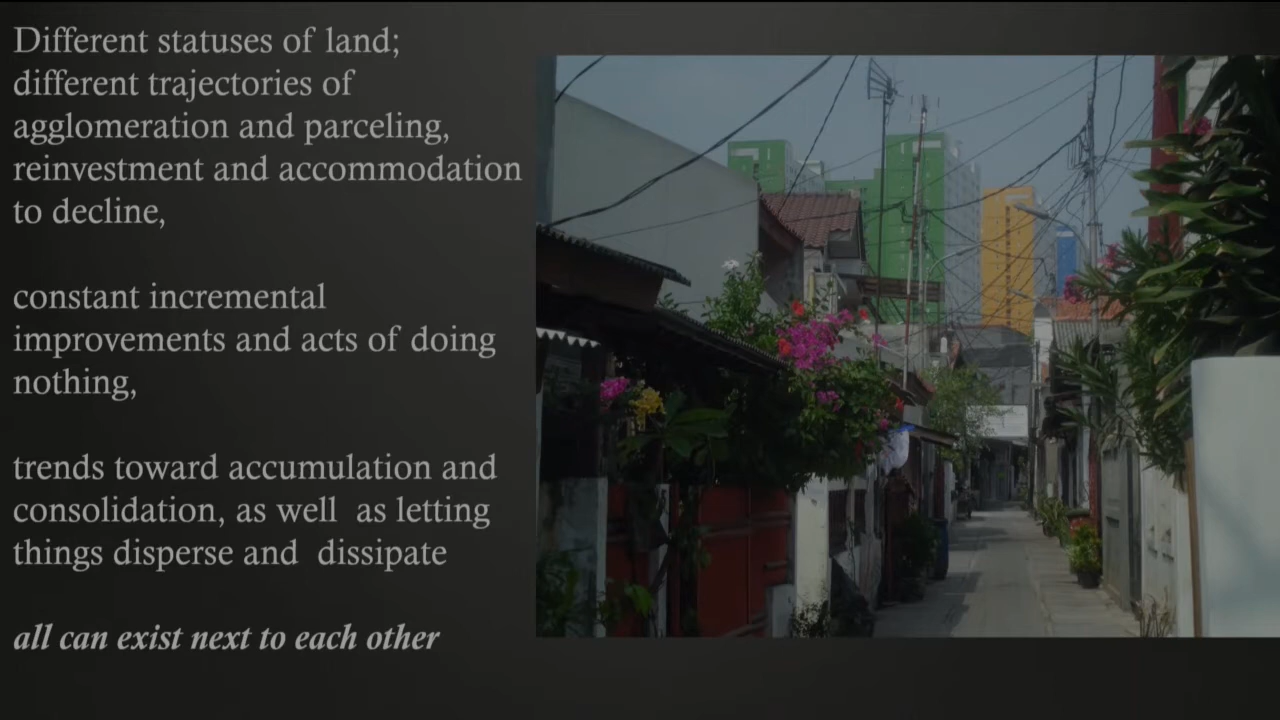 Different statuses of land;
different trajectories of
agglomeration and parceling,
reinvestment and accommodation
to decline,
constant incremental
improvements and acts of doing
nothing,
trends toward accumulation and
consolidation, as well  as letting
things disperse and  dissipate
all can exist next to each other